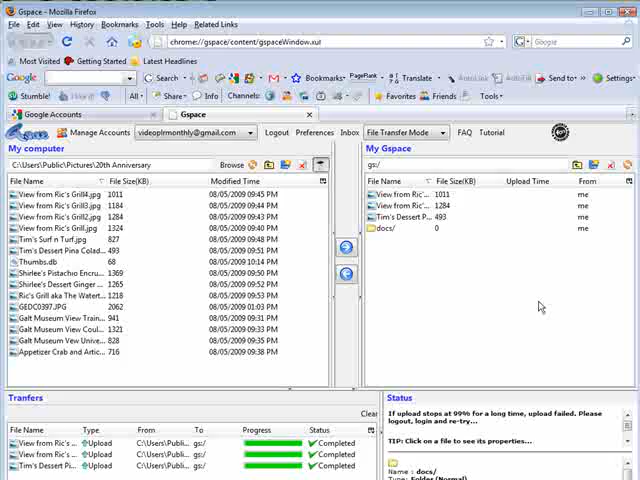 Gspace - Mozilla Firefox
File Edit View History Bookmarks Tools Help Related Links
chrome://gspace/content/gspaceWindow.xul
Google
Most Visited Getting Started Latest Headlines
Google Search Bookmarks PageRank Translate AutoLink AutoFill Send to Settings
Stumble! I like it! All Share Info Channels: Favorites Friends Tools
Google Accounts Gspace
Manage Accounts videoplrmonthly@gmail.com Logout Preferences Inbox File Transfer Mode FAQ Tutorial
My computer
C:\Users\Public\Pictures\20th Anniversary Browse
File Name File Size(KB) Modified Time
View from Ric's Grill4.jpg 1011 08/05/2009 09:45 PM
View from Ric's Grill3.jpg 1184 08/05/2009 09:44 PM
View from Ric's Grill2.jpg 1284 08/05/2009 09:43 PM
View from Ric's Grill.jpg 1324 08/05/2009 09:40 PM
Tim's Surf n Turf.jpg 827 08/05/2009 09:48 PM
Tim's Dessert Pina Colad... 493 08/05/2009 09:51 PM
Thumbs.db 68 08/05/2009 10:14 PM
Shirlee's Pistachio Encru... 1369 08/05/2009 09:50 PM
Shirlee's Dessert Ginger ... 1265 08/05/2009 09:52 PM
Ric's Grill aka The Watert... 1218 08/05/2009 09:53 PM
GEDC0397.JPG 2062 08/05/2009 01:03 PM
Galt Museum View Train... 941 08/05/2009 09:31 PM
Galt Museum View Coul... 1321 08/05/2009 09:33 PM
Galt Museum Vew Unive... 828 08/05/2009 09:35 PM
Appetizer Crab and Artic... 716 08/05/2009 09:38 PM
My Gspace
gs:/
File Name File Size(KB) Upload Time From
View from Ric'... 1011 me
View from Ric'... 1284 me
Tim's Dessert P... 493 me
docs/ 0 me
Tranfers
Clear
File Name Type From To Progress Status
View from Ric's ... Upload C:\Users\Publi... gs:/ Completed
View from Ric's ... Upload C:\Users\Publi... gs:/ Completed
Tim's Dessert Pi... Upload C:\Users\Publi... gs:/ Completed
Status
If upload stops at 99% for a long time, upload failed. Please
logout, login and re-try...
TIP: Click on a file to see its properties...
Name : docs/
Type: Folder(Normal)